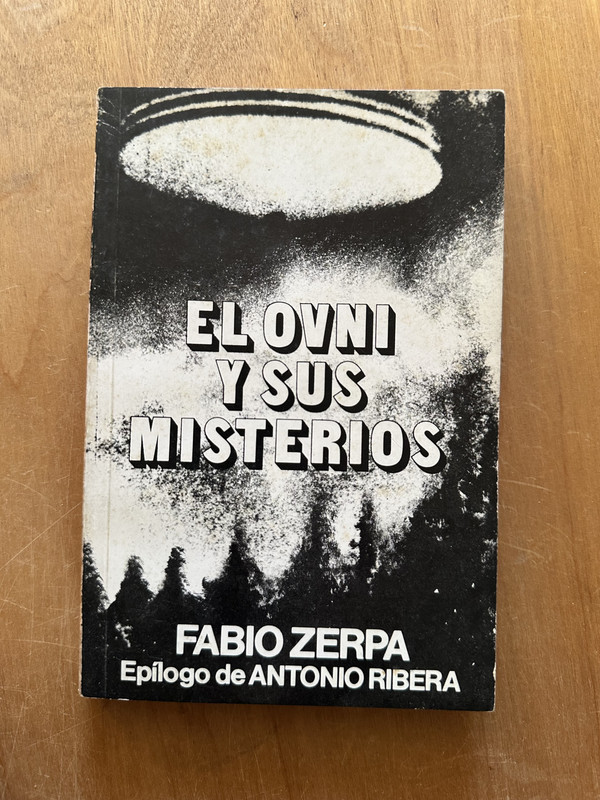 EL OVNI
Y SUS
MISTERIOS
FABIO ZERPA
Epílogo de ANTONIO RIBERA